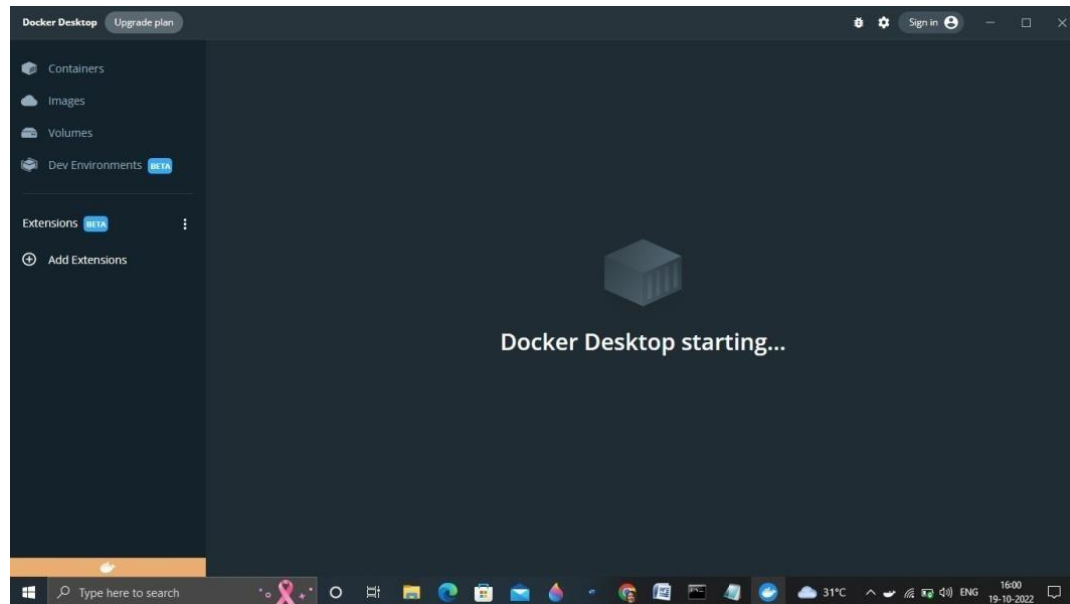 Docker Desktop Upgrade plan Sign in
Containers
Images
Volumes
Dev Environments BETA
Extensions BETA
Add Extensions
Docker Desktop starting...
Type here to search 31°C ENG 16:00
19-10-2022